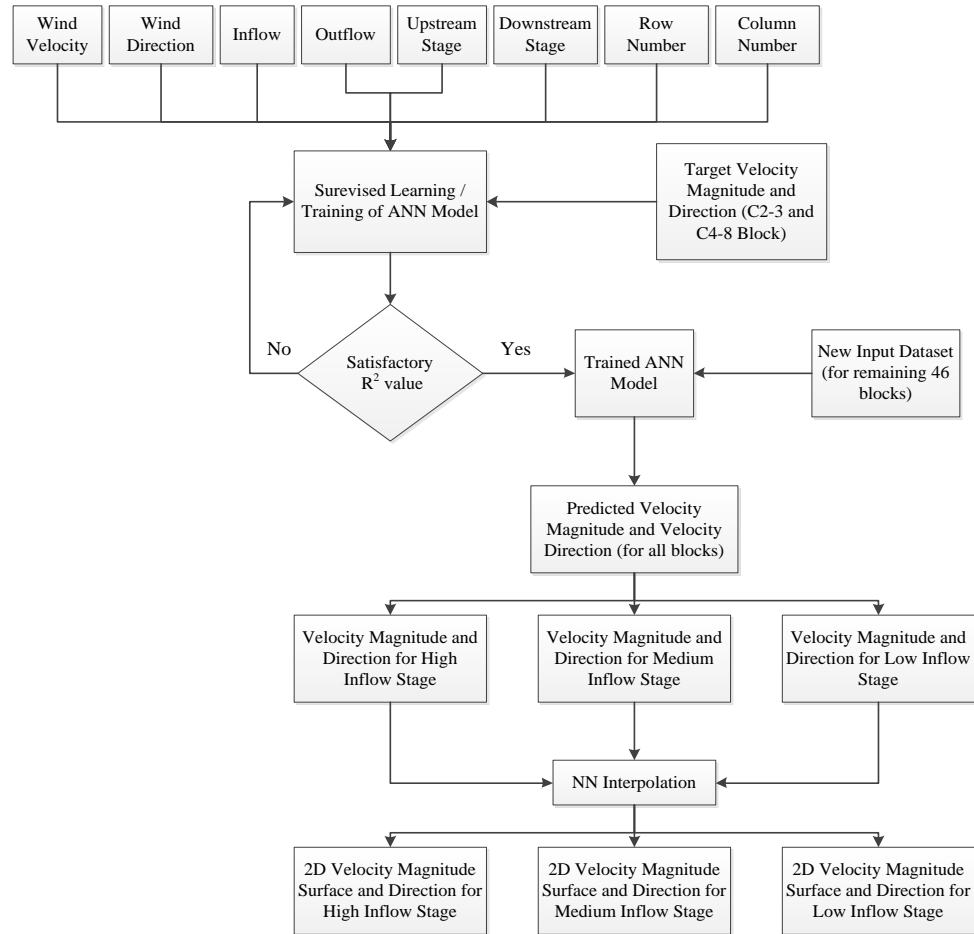 Wind
Velocity
Wind
Direction
Inflow
Outflow
Upstream
Stage
Downstream
Stage
Row
Number
Column
Number
Surevised Learning /
Training of ANN Model
Target Velocity
Magnitude and
Direction (C2-3 and
C4-8 Block)
No
Satisfactory
R² value
Yes
Trained ANN
Model
New Input Dataset
(for remaining 46
blocks)
Predicted Velocity
Magnitude and Velocity
Direction (for all blocks)
Velocity Magnitude and
Direction for High
Inflow Stage
Velocity Magnitude and
Direction for Medium
Inflow Stage
Velocity Magnitude and
Direction for Low Inflow
Stage
NN Interpolation
2D Velocity Magnitude
Surface and Direction for
High Inflow Stage
2D Velocity Magnitude
Surface and Direction for
Medium Inflow Stage
2D Velocity Magnitude
Surface and Direction for
Low Inflow Stage